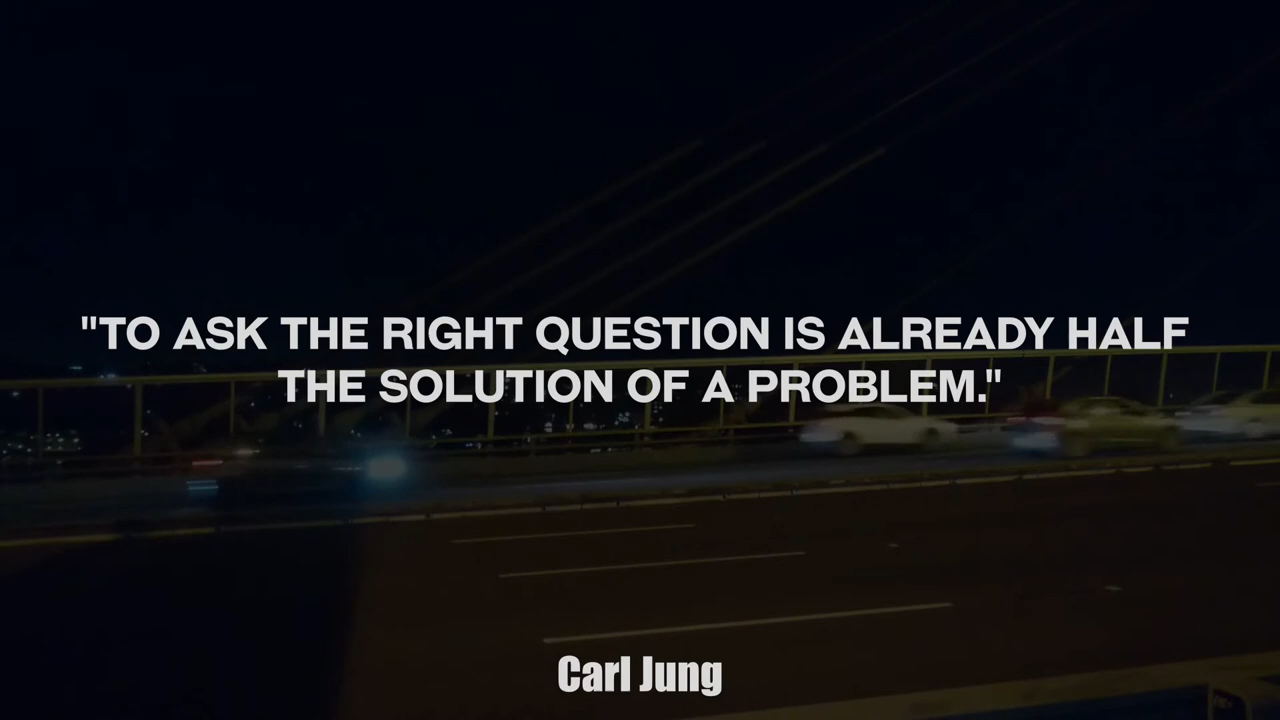 "TO ASK THE RIGHT QUESTION IS ALREADY HALF
THE SOLUTION OF A PROBLEM."
Carl Jung